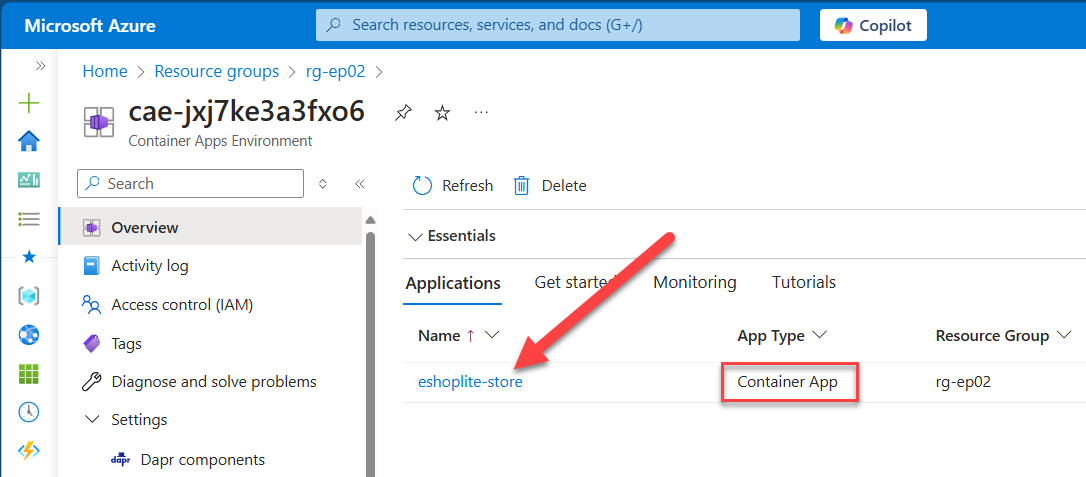 Microsoft Azure
Search resources, services, and docs (G+/)
Copilot
Home > Resource groups > rg-ep02 >
cae-jxj7ke3a3fxo6
Container Apps Environment
Search
Refresh
Delete
Overview
Activity log
Access control (IAM)
Tags
Diagnose and solve problems
Settings
dapr Dapr components
Essentials
Applications
Get started
Monitoring
Tutorials
Name ↑
App Type
Resource Group
eshoplite-store
Container App
rg-ep02